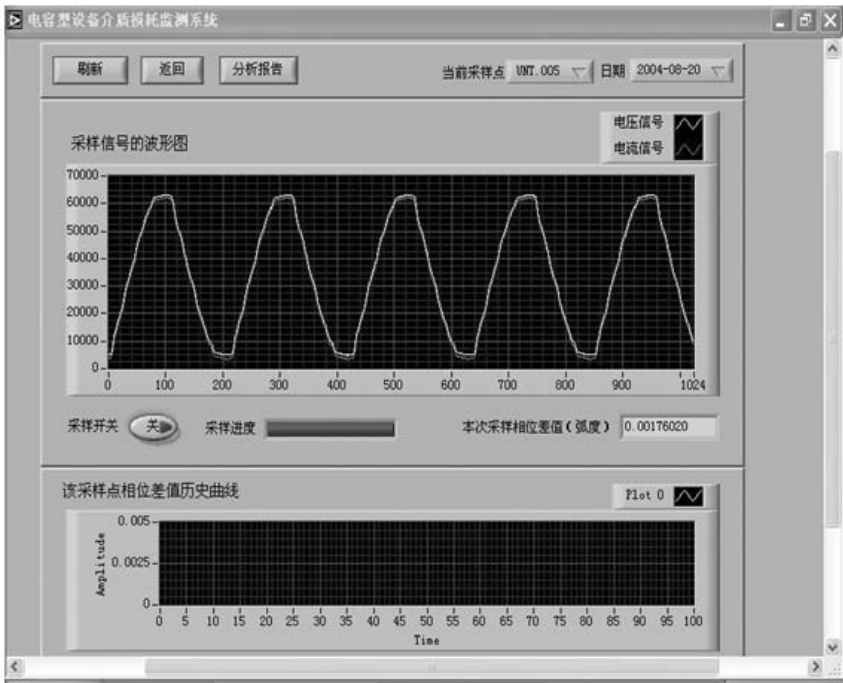 电容型设备介质损耗监测系统
刷新 返回 分析报告 当前采样点 UNT.005 日期 2004-08-20
电压信号
采样信号的波形图
电流信号
70000
60000
50000
40000
30000
20000
10000
0
0 100 200 300 400 500 600 700 800 900 1024
采样开关 关 采样进度 本次采样相位差值(弧度) 0.00176020
该采样点相位差值历史曲线 Plot 0
0.005
0.0025
0
Amplitude
0 5 10 15 20 25 30 35 40 45 50 55 60 65 70 75 80 85 90 95 100
Time